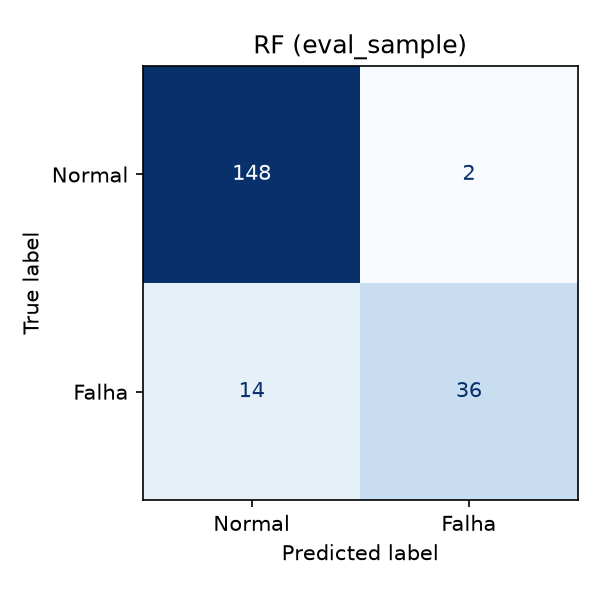 RF (eval_sample)
Normal
148
2
True label
Falha
14
36
Normal
Falha
Predicted label